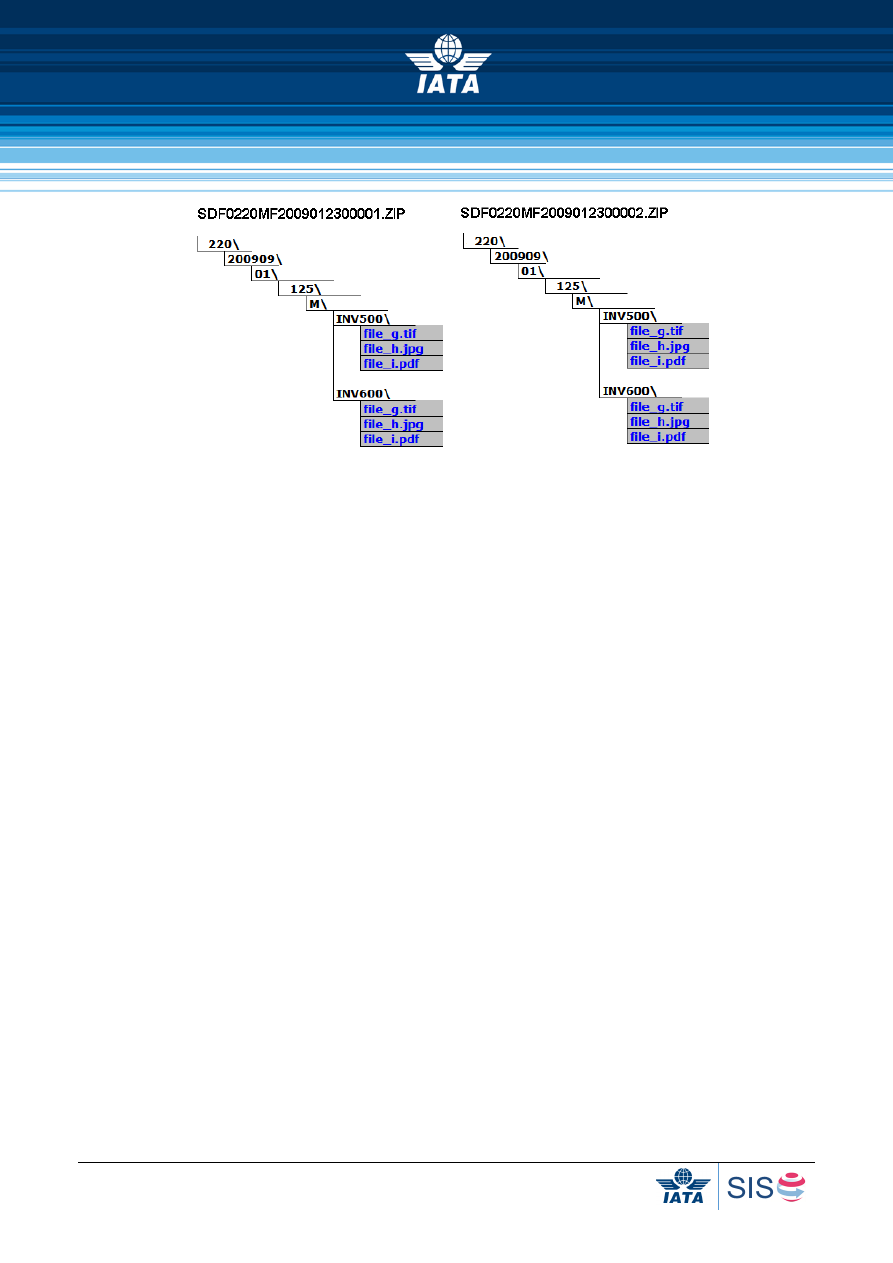 IATA
SDF0220MF2009012300001.ZIP
220\
200909\
01\
125\
M\
INV500\
file_g.tif
file_h.jpg
file_i.pdf
INV600\
file_g.tif
file_h.jpg
file_i.pdf
SDF0220MF2009012300002.ZIP
220\
200909\
01\
125\
M\
INV500\
file_g.tif
file_h.jpg
file_i.pdf
INV600\
file_g.tif
file_h.jpg
file_i.pdf
IATA
SIS